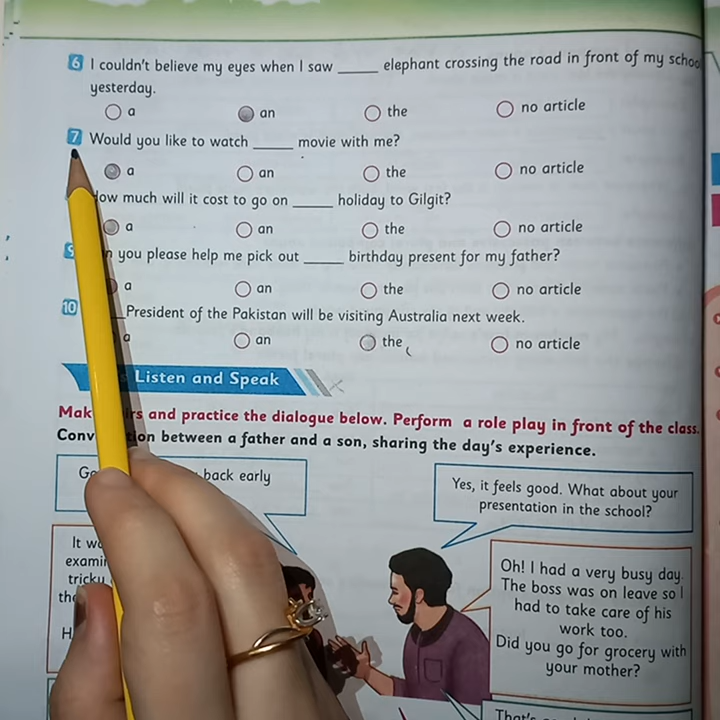 6 I couldn't believe my eyes when I saw _____ elephant crossing the road in front of my
yesterday.
a an the no article
7 Would you like to watch _____ movie with me?
a an the no article
much will it cost to go on _____ holiday to Gilgit?
a an the no article
you please help me pick out _____ birthday present for my father?
a an the no article
10 President of the Pakistan will be visiting Australia next week.
a an the no article
Listen and Speak
and practice the dialogue below. Perform a role play in front of the class.
between a father and a son, sharing the day's experience.
back early
Yes, it feels good. What about your
presentation in the school?
It
tricky
Oh! I had a very busy day.
The boss was on leave so I
had to take care of his
work too.
Did you go for grocery with
your mother?